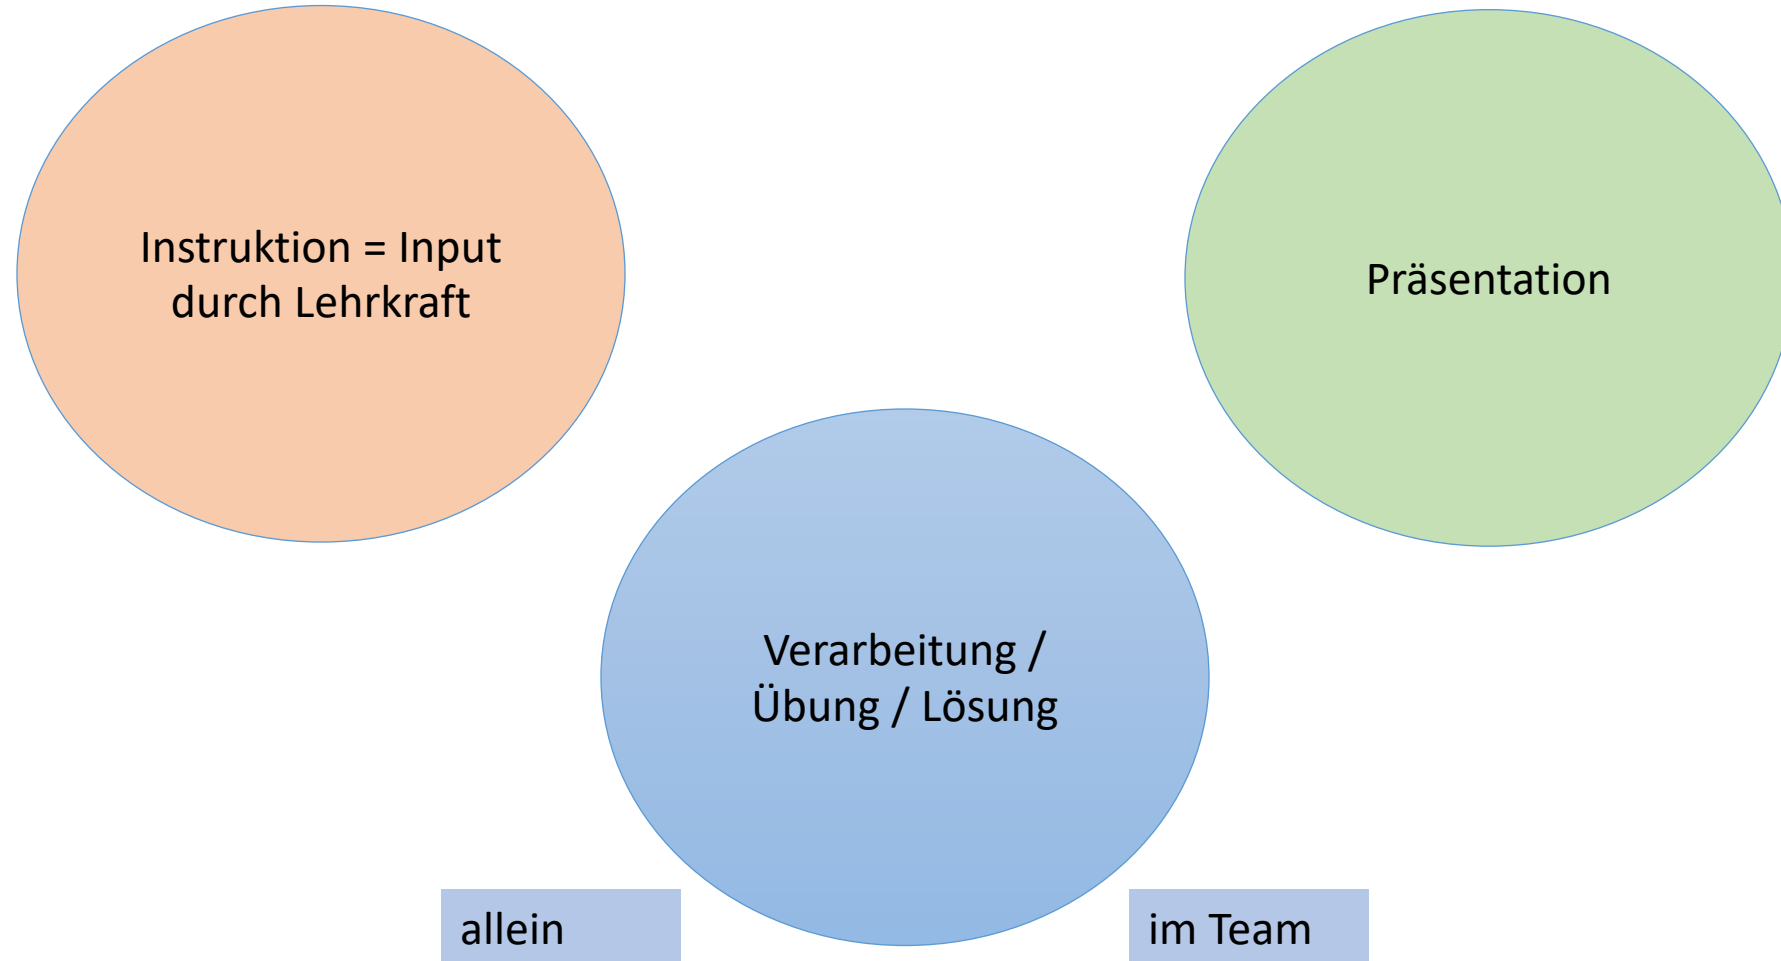 Instruktion = Input
durch Lehrkraft
Präsentation
Verarbeitung /
Übung / Lösung
allein
im Team